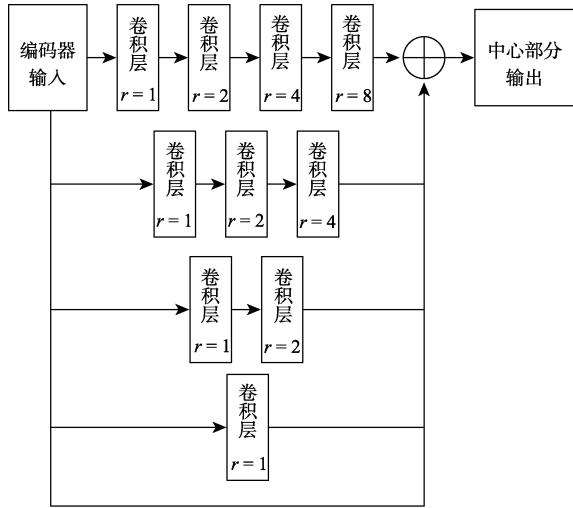 编码器
输入
卷积层
r = 1
卷积层
r = 2
卷积层
r = 4
卷积层
r = 8
中心部分
输出
卷积层
r = 1
卷积层
r = 2
卷积层
r = 4
卷积层
r = 1
卷积层
r = 2
卷积层
r = 1